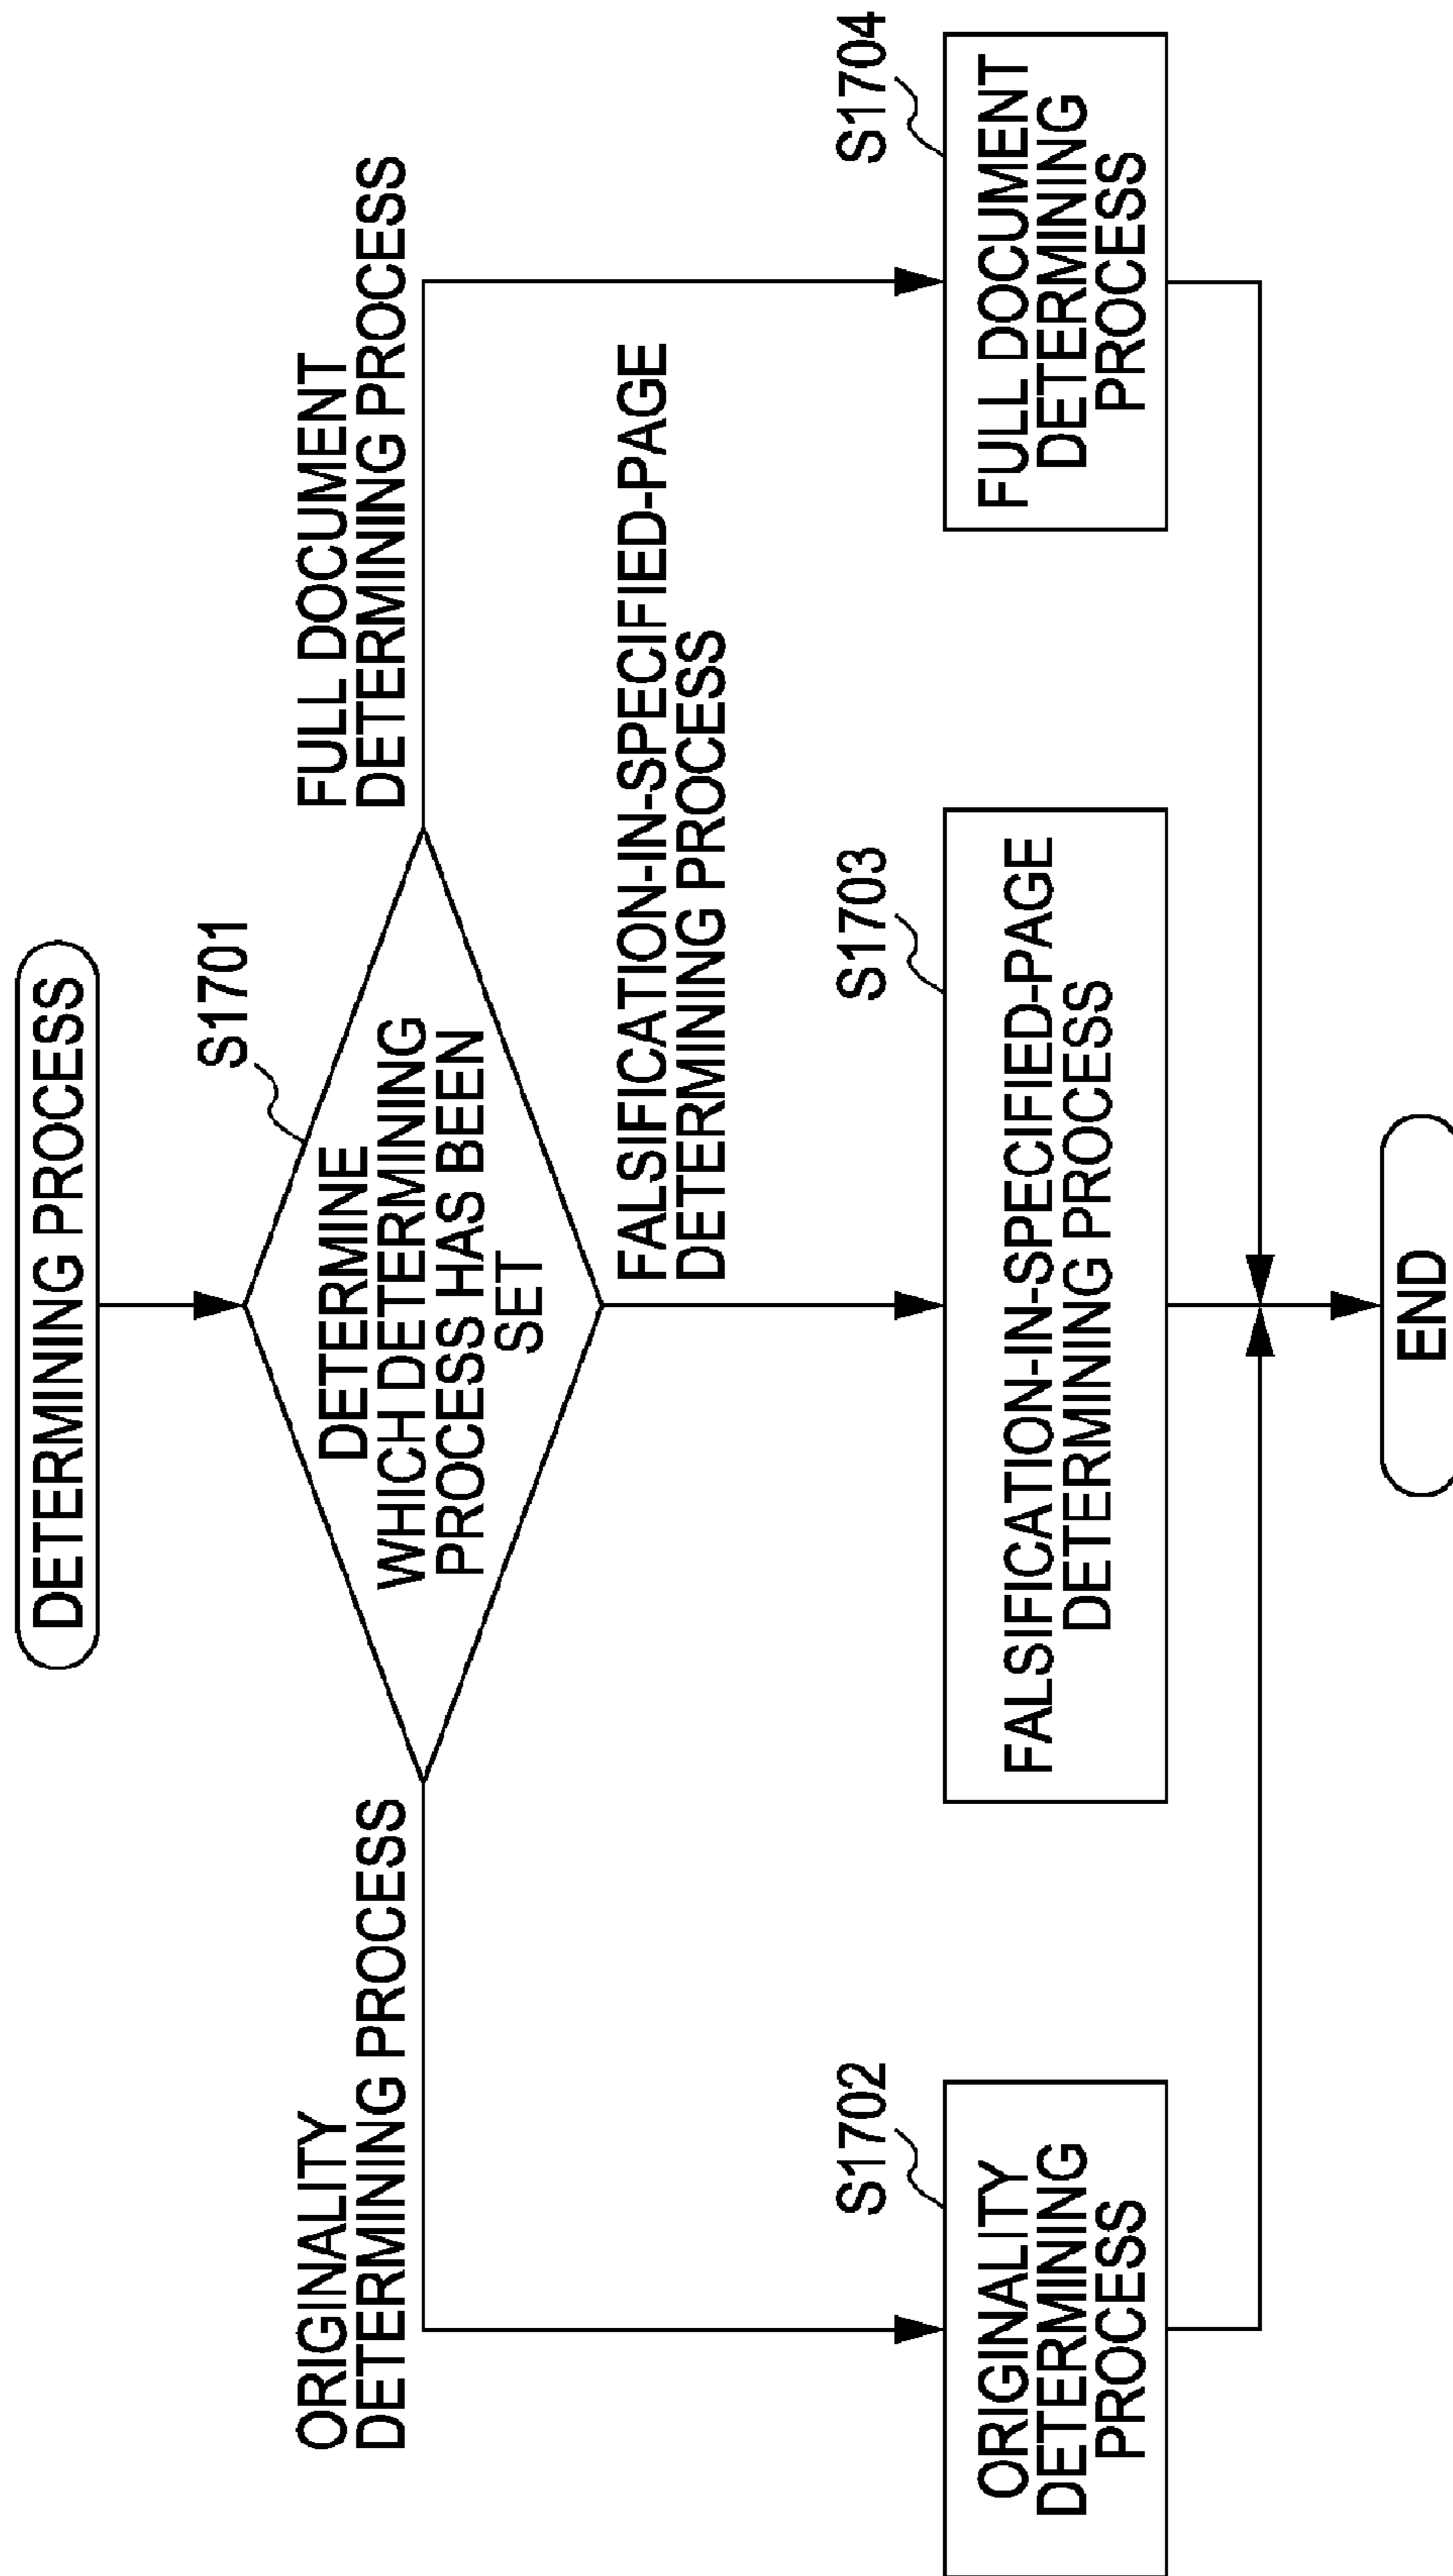 DETERMINING PROCESS
S1701
DETERMINE
WHICH DETERMINING
PROCESS HAS BEEN
SET
ORIGINALITY
DETERMINING PROCESS
FULL DOCUMENT
DETERMINING PROCESS
FALSIFICATION-IN-SPECIFIED-PAGE
DETERMINING PROCESS
S1702
ORIGINALITY
DETERMINING
PROCESS
S1703
FALSIFICATION-IN-SPECIFIED-PAGE
DETERMINING PROCESS
S1704
FULL DOCUMENT
DETERMINING
PROCESS
END